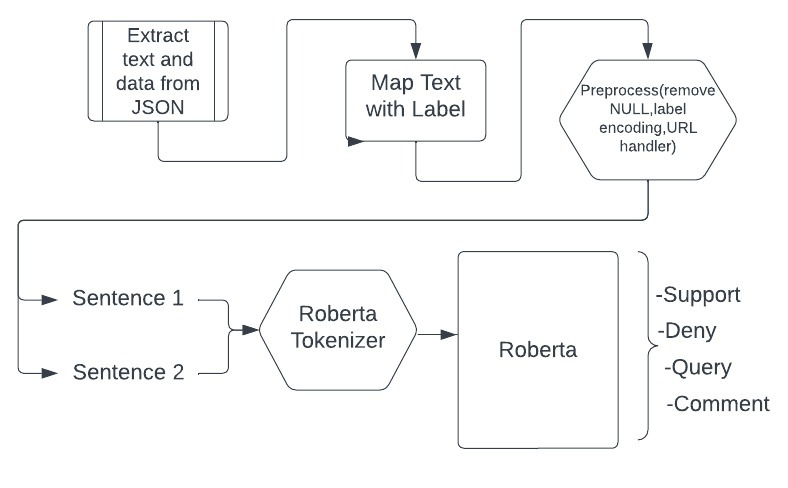 Extract
text and
data from
JSON
Map Text
with Label
Preprocess(remove
NULL,label
encoding,URL
handler)
Sentence 1
Sentence 2
Roberta
Tokenizer
Roberta
-Support
-Deny
-Query
-Comment